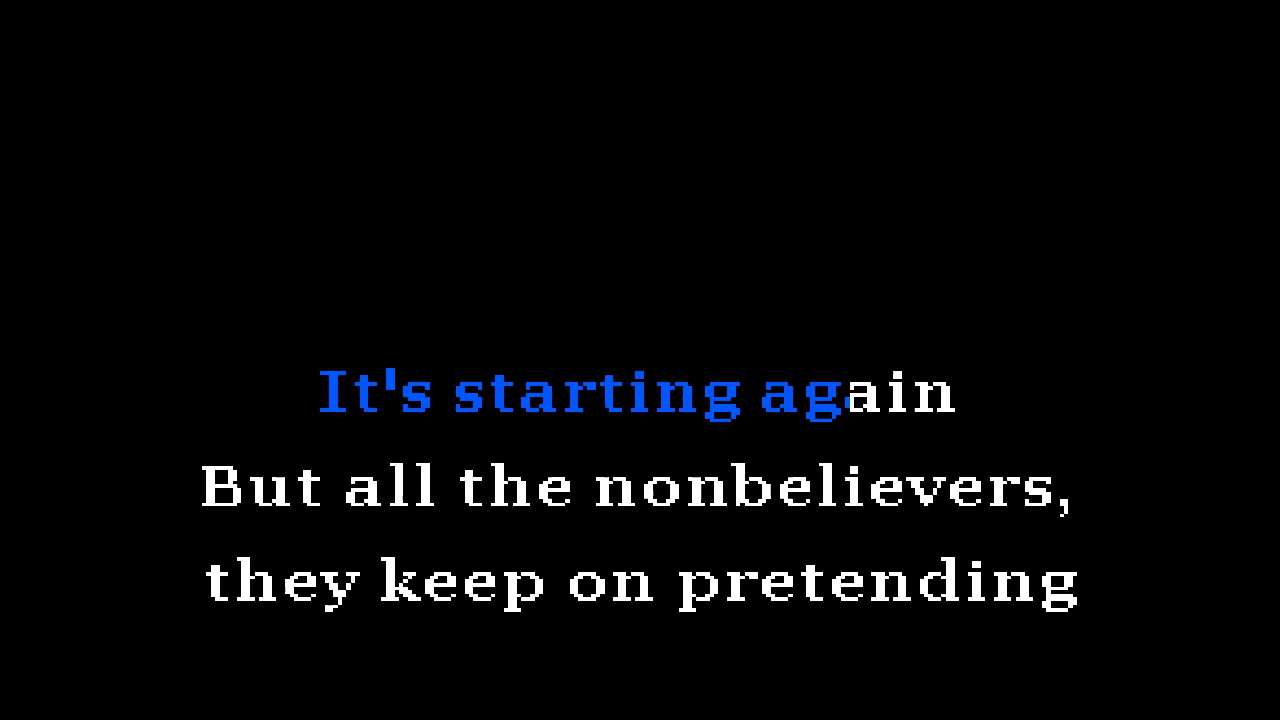 It's starting again
But all the nonbelievers,
they keep on pretending